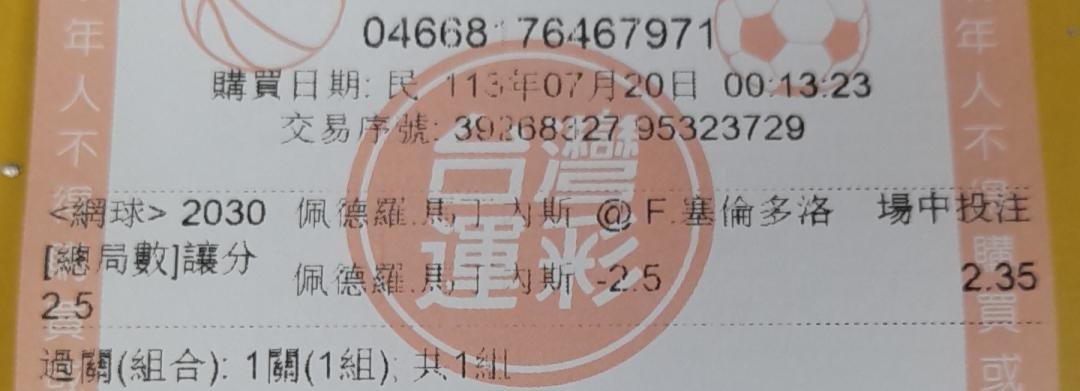 04668 76467971
購買日期: 民 113年07月20日 00:13:23
交易序號: 39268327 95323729
台灣
運彩
<網球> 2030 佩德羅.馬丁內斯 @ F.塞倫多洛 場中投注
[總局數]讓分 佩德羅.馬丁內斯 -2.5 2.35
2.5
過關(組合): 1關(1組); 共1組
年人不
購買或
年人不
購買或